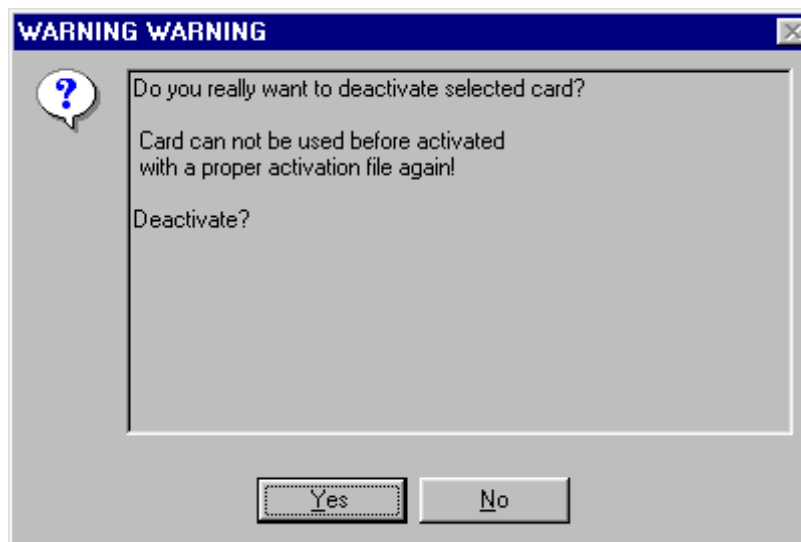 WARNING WARNING
Do you really want to deactivate selected card?
Card can not be used before activated
with a proper activation file again!
Deactivate?
Yes
No